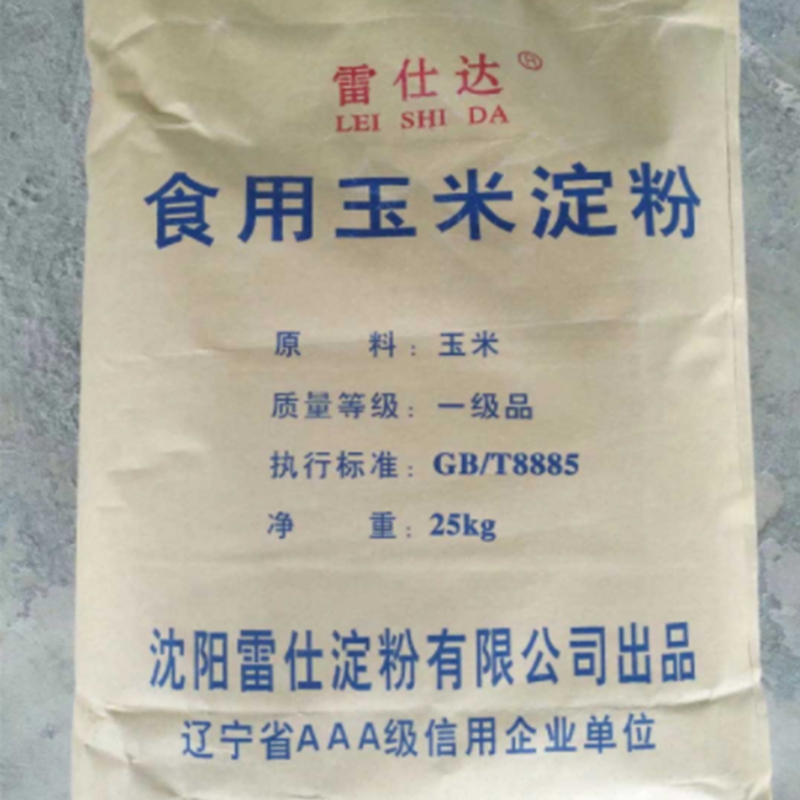 雷仕达®
LEI SHI DA
食用玉米淀粉
原 料: 玉米
质量等级: 一级品
执行标准: GB/T8885
净 重: 25kg
沈阳雷仕淀粉有限公司出品
辽宁省AAA级信用企业单位